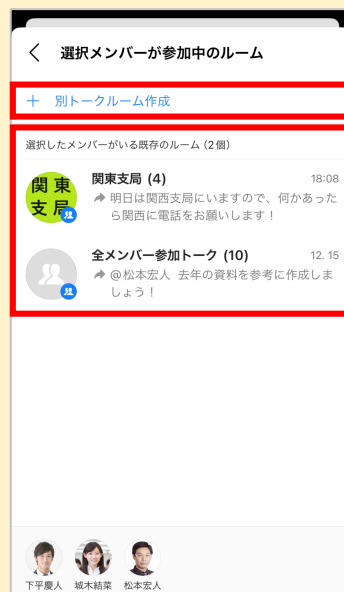 選択メンバーが参加中のルーム
＋ 別トークルーム作成
選択したメンバーがいる既存のルーム (2個)
関東
支局
関東支局 (4)
18:08
明日は関西支局にいますので、何かあった
ら関西に電話をお願いします！
全メンバー参加トーク (10)
12. 15
@松本宏人 去年の資料を参考に作成しま
しょう！
下平慶人 城木結菜 松本宏人